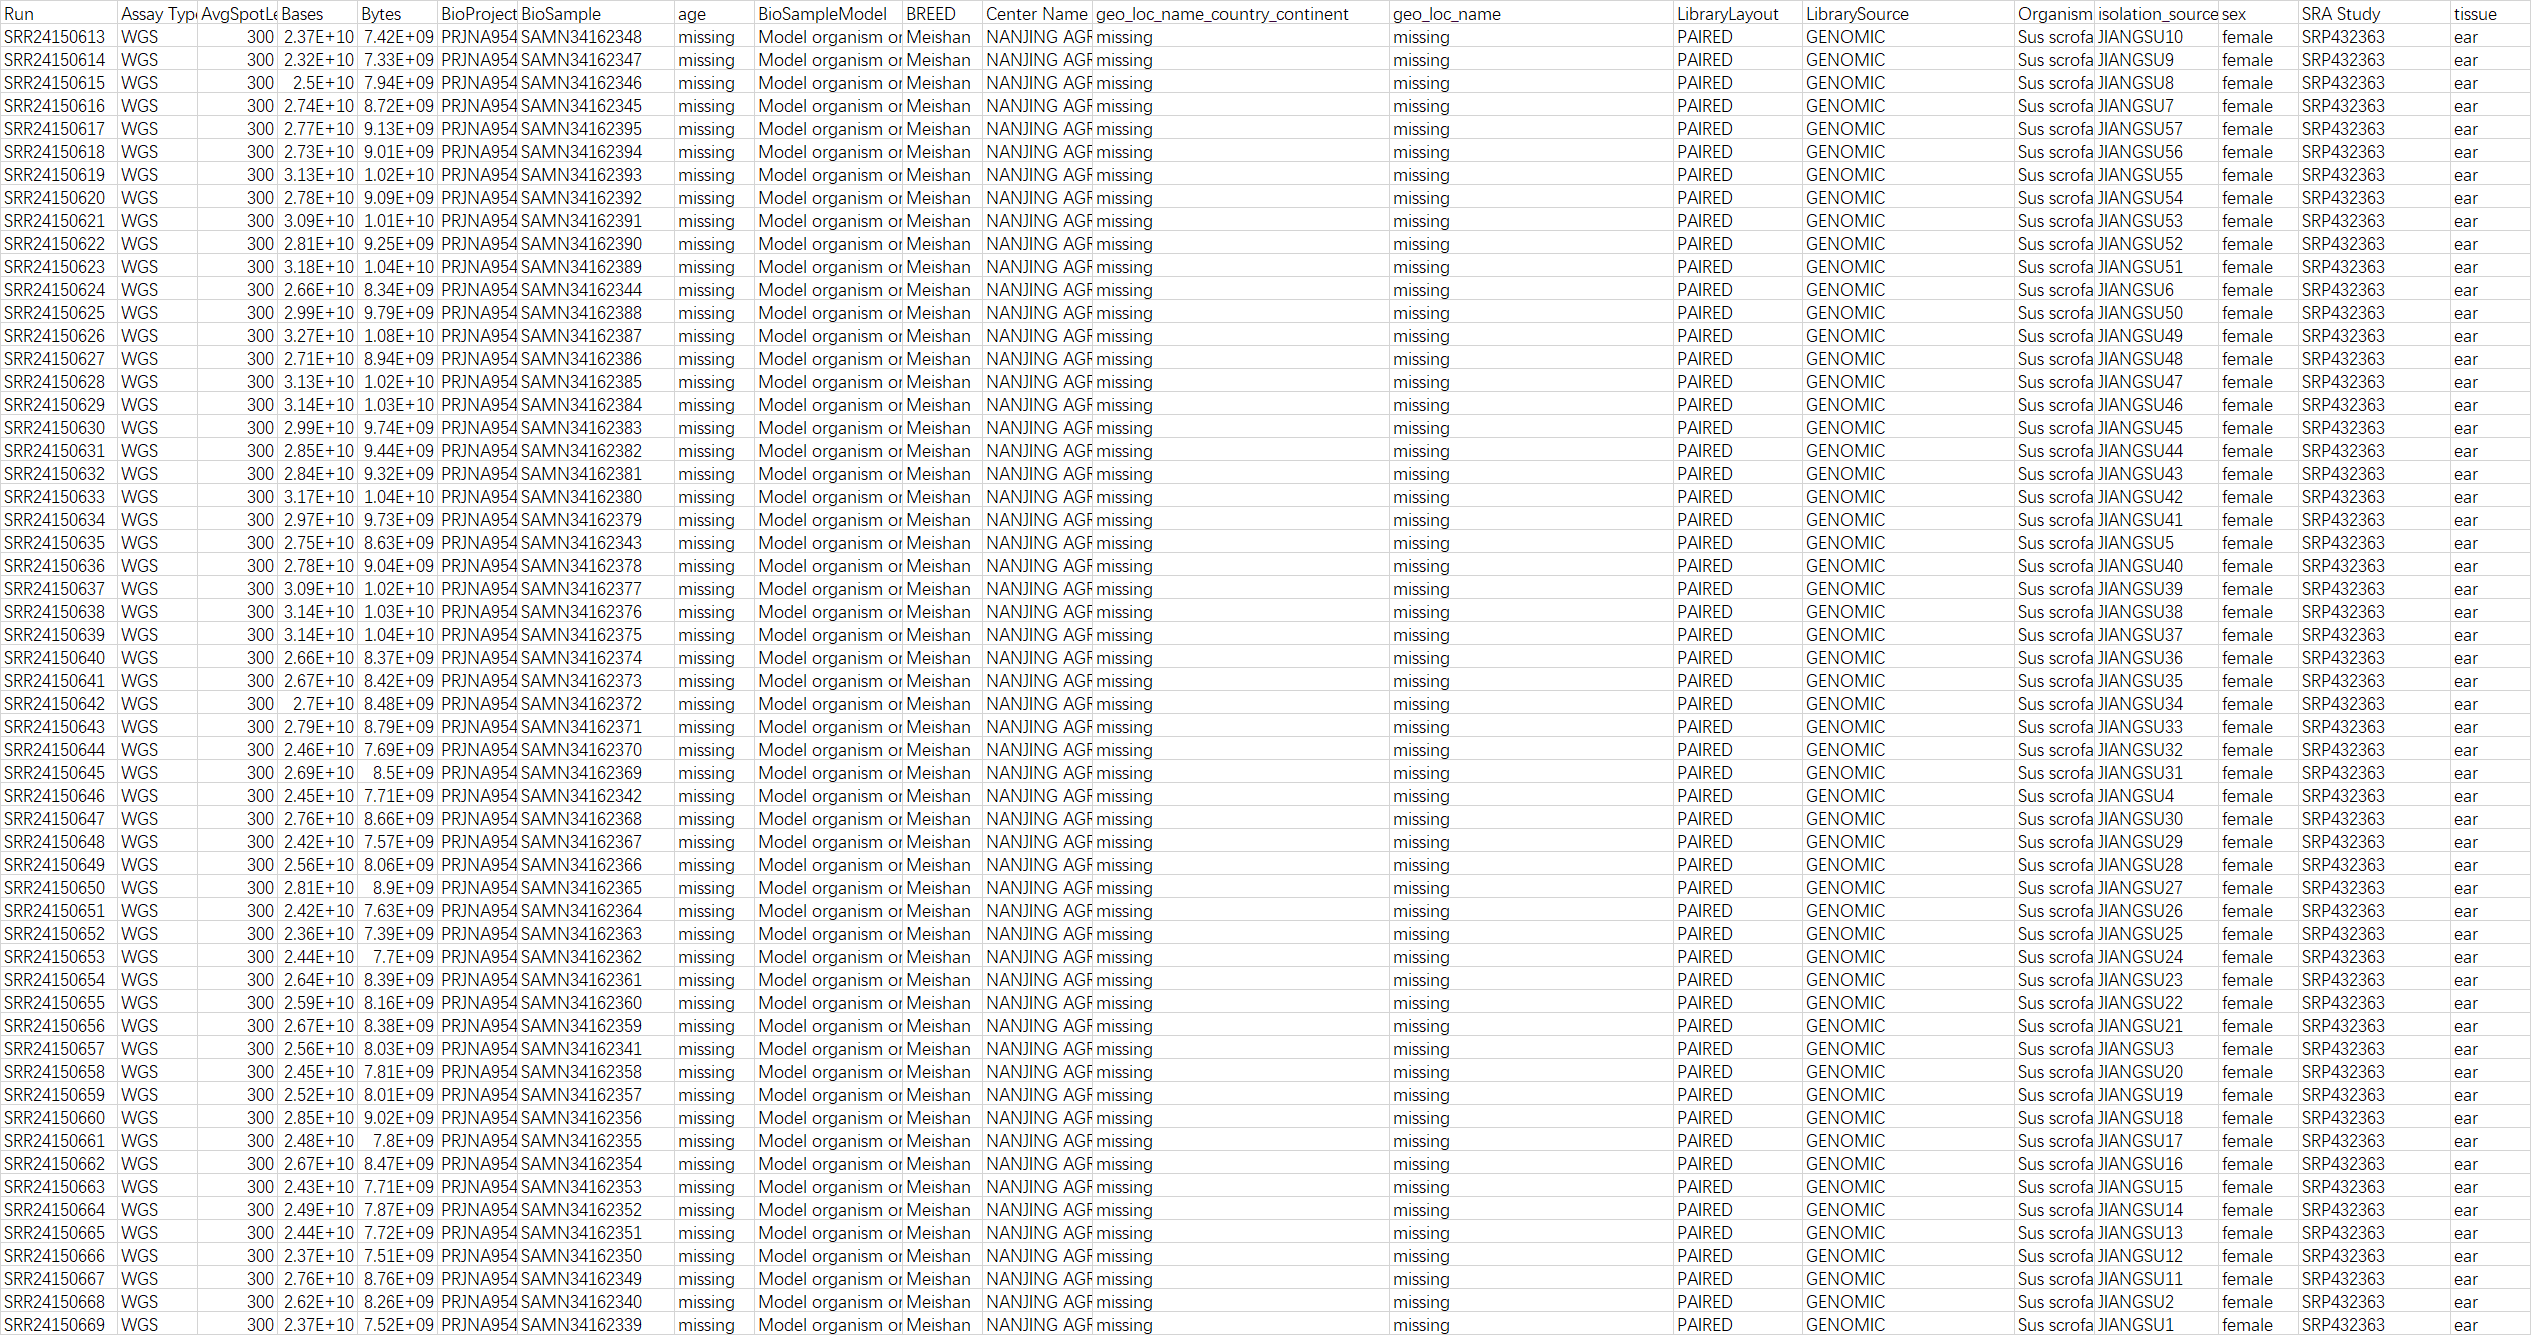 Run Assay Typ AvgSpotLe Bases Bytes BioProject BioSample age BioSampleModel BREED Center Name geo_loc_name_country_continent geo_loc_name LibraryLayout LibrarySource Organism isolation_source sex SRA Study tissue
SRR24150613 WGS 300 2.37E+10 7.42E+09 PRJNA954 SAMN34162348 missing Model organism or Meishan NANJING AGR missing missing PAIRED GENOMIC Sus scrofa JIANGSU10 female SRP432363 ear
SRR24150614 WGS 300 2.32E+10 7.33E+09 PRJNA954 SAMN34162347 missing Model organism or Meishan NANJING AGR missing missing PAIRED GENOMIC Sus scrofa JIANGSU9 female SRP432363 ear
SRR24150615 WGS 300 2.5E+10 7.94E+09 PRJNA954 SAMN34162346 missing Model organism or Meishan NANJING AGR missing missing PAIRED GENOMIC Sus scrofa JIANGSU8 female SRP432363 ear
SRR24150616 WGS 300 2.74E+10 8.72E+09 PRJNA954 SAMN34162345 missing Model organism or Meishan NANJING AGR missing missing PAIRED GENOMIC Sus scrofa JIANGSU7 female SRP432363 ear
SRR24150617 WGS 300 2.77E+10 9.13E+09 PRJNA954 SAMN34162395 missing Model organism or Meishan NANJING AGR missing missing PAIRED GENOMIC Sus scrofa JIANGSU57 female SRP432363 ear
SRR24150618 WGS 300 2.73E+10 9.01E+09 PRJNA954 SAMN34162394 missing Model organism or Meishan NANJING AGR missing missing PAIRED GENOMIC Sus scrofa JIANGSU56 female SRP432363 ear
SRR24150619 WGS 300 3.13E+10 1.02E+10 PRJNA954 SAMN34162393 missing Model organism or Meishan NANJING AGR missing missing PAIRED GENOMIC Sus scrofa JIANGSU55 female SRP432363 ear
SRR24150620 WGS 300 2.78E+10 9.09E+09 PRJNA954 SAMN34162392 missing Model organism or Meishan NANJING AGR missing missing PAIRED GENOMIC Sus scrofa JIANGSU54 female SRP432363 ear
SRR24150621 WGS 300 3.09E+10 1.01E+10 PRJNA954 SAMN34162391 missing Model organism or Meishan NANJING AGR missing missing PAIRED GENOMIC Sus scrofa JIANGSU53 female SRP432363 ear
SRR24150622 WGS 300 2.81E+10 9.25E+09 PRJNA954 SAMN34162390 missing Model organism or Meishan NANJING AGR missing missing PAIRED GENOMIC Sus scrofa JIANGSU52 female SRP432363 ear
SRR24150623 WGS 300 3.18E+10 1.04E+10 PRJNA954 SAMN34162389 missing Model organism or Meishan NANJING AGR missing missing PAIRED GENOMIC Sus scrofa JIANGSU51 female SRP432363 ear
SRR24150624 WGS 300 2.66E+10 8.34E+09 PRJNA954 SAMN34162344 missing Model organism or Meishan NANJING AGR missing missing PAIRED GENOMIC Sus scrofa JIANGSU6 female SRP432363 ear
SRR24150625 WGS 300 2.99E+10 9.79E+09 PRJNA954 SAMN34162388 missing Model organism or Meishan NANJING AGR missing missing PAIRED GENOMIC Sus scrofa JIANGSU50 female SRP432363 ear
SRR24150626 WGS 300 3.27E+10 1.08E+10 PRJNA954 SAMN34162387 missing Model organism or Meishan NANJING AGR missing missing PAIRED GENOMIC Sus scrofa JIANGSU49 female SRP432363 ear
SRR24150627 WGS 300 2.71E+10 8.94E+09 PRJNA954 SAMN34162386 missing Model organism or Meishan NANJING AGR missing missing PAIRED GENOMIC Sus scrofa JIANGSU48 female SRP432363 ear
SRR24150628 WGS 300 3.13E+10 1.02E+10 PRJNA954 SAMN34162385 missing Model organism or Meishan NANJING AGR missing missing PAIRED GENOMIC Sus scrofa JIANGSU47 female SRP432363 ear
SRR24150629 WGS 300 3.14E+10 1.03E+10 PRJNA954 SAMN34162384 missing Model organism or Meishan NANJING AGR missing missing PAIRED GENOMIC Sus scrofa JIANGSU46 female SRP432363 ear
SRR24150630 WGS 300 2.99E+10 9.74E+09 PRJNA954 SAMN34162383 missing Model organism or Meishan NANJING AGR missing missing PAIRED GENOMIC Sus scrofa JIANGSU45 female SRP432363 ear
SRR24150631 WGS 300 2.85E+10 9.44E+09 PRJNA954 SAMN34162382 missing Model organism or Meishan NANJING AGR missing missing PAIRED GENOMIC Sus scrofa JIANGSU44 female SRP432363 ear
SRR24150632 WGS 300 2.84E+10 9.32E+09 PRJNA954 SAMN34162381 missing Model organism or Meishan NANJING AGR missing missing PAIRED GENOMIC Sus scrofa JIANGSU43 female SRP432363 ear
SRR24150633 WGS 300 3.17E+10 1.04E+10 PRJNA954 SAMN34162380 missing Model organism or Meishan NANJING AGR missing missing PAIRED GENOMIC Sus scrofa JIANGSU42 female SRP432363 ear
SRR24150634 WGS 300 2.97E+10 9.73E+09 PRJNA954 SAMN34162379 missing Model organism or Meishan NANJING AGR missing missing PAIRED GENOMIC Sus scrofa JIANGSU41 female SRP432363 ear
SRR24150635 WGS 300 2.75E+10 8.63E+09 PRJNA954 SAMN34162343 missing Model organism or Meishan NANJING AGR missing missing PAIRED GENOMIC Sus scrofa JIANGSU5 female SRP432363 ear
SRR24150636 WGS 300 2.78E+10 9.04E+09 PRJNA954 SAMN34162378 missing Model organism or Meishan NANJING AGR missing missing PAIRED GENOMIC Sus scrofa JIANGSU40 female SRP432363 ear
SRR24150637 WGS 300 3.09E+10 1.02E+10 PRJNA954 SAMN34162377 missing Model organism or Meishan NANJING AGR missing missing PAIRED GENOMIC Sus scrofa JIANGSU39 female SRP432363 ear
SRR24150638 WGS 300 3.14E+10 1.03E+10 PRJNA954 SAMN34162376 missing Model organism or Meishan NANJING AGR missing missing PAIRED GENOMIC Sus scrofa JIANGSU38 female SRP432363 ear
SRR24150639 WGS 300 3.14E+10 1.04E+10 PRJNA954 SAMN34162375 missing Model organism or Meishan NANJING AGR missing missing PAIRED GENOMIC Sus scrofa JIANGSU37 female SRP432363 ear
SRR24150640 WGS 300 2.66E+10 8.37E+09 PRJNA954 SAMN34162374 missing Model organism or Meishan NANJING AGR missing missing PAIRED GENOMIC Sus scrofa JIANGSU36 female SRP432363 ear
SRR24150641 WGS 300 2.67E+10 8.42E+09 PRJNA954 SAMN34162373 missing Model organism or Meishan NANJING AGR missing missing PAIRED GENOMIC Sus scrofa JIANGSU35 female SRP432363 ear
SRR24150642 WGS 300 2.7E+10 8.48E+09 PRJNA954 SAMN34162372 missing Model organism or Meishan NANJING AGR missing missing PAIRED GENOMIC Sus scrofa JIANGSU34 female SRP432363 ear
SRR24150643 WGS 300 2.79E+10 8.79E+09 PRJNA954 SAMN34162371 missing Model organism or Meishan NANJING AGR missing missing PAIRED GENOMIC Sus scrofa JIANGSU33 female SRP432363 ear
SRR24150644 WGS 300 2.46E+10 7.69E+09 PRJNA954 SAMN34162370 missing Model organism or Meishan NANJING AGR missing missing PAIRED GENOMIC Sus scrofa JIANGSU32 female SRP432363 ear
SRR24150645 WGS 300 2.69E+10 8.5E+09 PRJNA954 SAMN34162369 missing Model organism or Meishan NANJING AGR missing missing PAIRED GENOMIC Sus scrofa JIANGSU31 female SRP432363 ear
SRR24150646 WGS 300 2.45E+10 7.71E+09 PRJNA954 SAMN34162342 missing Model organism or Meishan NANJING AGR missing missing PAIRED GENOMIC Sus scrofa JIANGSU4 female SRP432363 ear
SRR24150647 WGS 300 2.76E+10 8.66E+09 PRJNA954 SAMN34162368 missing Model organism or Meishan NANJING AGR missing missing PAIRED GENOMIC Sus scrofa JIANGSU30 female SRP432363 ear
SRR24150648 WGS 300 2.42E+10 7.57E+09 PRJNA954 SAMN34162367 missing Model organism or Meishan NANJING AGR missing missing PAIRED GENOMIC Sus scrofa JIANGSU29 female SRP432363 ear
SRR24150649 WGS 300 2.56E+10 8.06E+09 PRJNA954 SAMN34162366 missing Model organism or Meishan NANJING AGR missing missing PAIRED GENOMIC Sus scrofa JIANGSU28 female SRP432363 ear
SRR24150650 WGS 300 2.81E+10 8.9E+09 PRJNA954 SAMN34162365 missing Model organism or Meishan NANJING AGR missing missing PAIRED GENOMIC Sus scrofa JIANGSU27 female SRP432363 ear
SRR24150651 WGS 300 2.42E+10 7.63E+09 PRJNA954 SAMN34162364 missing Model organism or Meishan NANJING AGR missing missing PAIRED GENOMIC Sus scrofa JIANGSU26 female SRP432363 ear
SRR24150652 WGS 300 2.36E+10 7.39E+09 PRJNA954 SAMN34162363 missing Model organism or Meishan NANJING AGR missing missing PAIRED GENOMIC Sus scrofa JIANGSU25 female SRP432363 ear
SRR24150653 WGS 300 2.44E+10 7.7E+09 PRJNA954 SAMN34162362 missing Model organism or Meishan NANJING AGR missing missing PAIRED GENOMIC Sus scrofa JIANGSU24 female SRP432363 ear
SRR24150654 WGS 300 2.64E+10 8.39E+09 PRJNA954 SAMN34162361 missing Model organism or Meishan NANJING AGR missing missing PAIRED GENOMIC Sus scrofa JIANGSU23 female SRP432363 ear
SRR24150655 WGS 300 2.59E+10 8.16E+09 PRJNA954 SAMN34162360 missing Model organism or Meishan NANJING AGR missing missing PAIRED GENOMIC Sus scrofa JIANGSU22 female SRP432363 ear
SRR24150656 WGS 300 2.67E+10 8.38E+09 PRJNA954 SAMN34162359 missing Model organism or Meishan NANJING AGR missing missing PAIRED GENOMIC Sus scrofa JIANGSU21 female SRP432363 ear
SRR24150657 WGS 300 2.56E+10 8.03E+09 PRJNA954 SAMN34162341 missing Model organism or Meishan NANJING AGR missing missing PAIRED GENOMIC Sus scrofa JIANGSU3 female SRP432363 ear
SRR24150658 WGS 300 2.45E+10 7.81E+09 PRJNA954 SAMN34162358 missing Model organism or Meishan NANJING AGR missing missing PAIRED GENOMIC Sus scrofa JIANGSU20 female SRP432363 ear
SRR24150659 WGS 300 2.52E+10 8.01E+09 PRJNA954 SAMN34162357 missing Model organism or Meishan NANJING AGR missing missing PAIRED GENOMIC Sus scrofa JIANGSU19 female SRP432363 ear
SRR24150660 WGS 300 2.85E+10 9.02E+09 PRJNA954 SAMN34162356 missing Model organism or Meishan NANJING AGR missing missing PAIRED GENOMIC Sus scrofa JIANGSU18 female SRP432363 ear
SRR24150661 WGS 300 2.48E+10 7.8E+09 PRJNA954 SAMN34162355 missing Model organism or Meishan NANJING AGR missing missing PAIRED GENOMIC Sus scrofa JIANGSU17 female SRP432363 ear
SRR24150662 WGS 300 2.67E+10 8.47E+09 PRJNA954 SAMN34162354 missing Model organism or Meishan NANJING AGR missing missing PAIRED GENOMIC Sus scrofa JIANGSU16 female SRP432363 ear
SRR24150663 WGS 300 2.43E+10 7.71E+09 PRJNA954 SAMN34162353 missing Model organism or Meishan NANJING AGR missing missing PAIRED GENOMIC Sus scrofa JIANGSU15 female SRP432363 ear
SRR24150664 WGS 300 2.49E+10 7.87E+09 PRJNA954 SAMN34162352 missing Model organism or Meishan NANJING AGR missing missing PAIRED GENOMIC Sus scrofa JIANGSU14 female SRP432363 ear
SRR24150665 WGS 300 2.44E+10 7.72E+09 PRJNA954 SAMN34162351 missing Model organism or Meishan NANJING AGR missing missing PAIRED GENOMIC Sus scrofa JIANGSU13 female SRP432363 ear
SRR24150666 WGS 300 2.37E+10 7.51E+09 PRJNA954 SAMN34162350 missing Model organism or Meishan NANJING AGR missing missing PAIRED GENOMIC Sus scrofa JIANGSU12 female SRP432363 ear
SRR24150667 WGS 300 2.76E+10 8.76E+09 PRJNA954 SAMN34162349 missing Model organism or Meishan NANJING AGR missing missing PAIRED GENOMIC Sus scrofa JIANGSU11 female SRP432363 ear
SRR24150668 WGS 300 2.62E+10 8.26E+09 PRJNA954 SAMN34162340 missing Model organism or Meishan NANJING AGR missing missing PAIRED GENOMIC Sus scrofa JIANGSU2 female SRP432363 ear
SRR24150669 WGS 300 2.37E+10 7.52E+09 PRJNA954 SAMN34162339 missing Model organism or Meishan NANJING AGR missing missing PAIRED GENOMIC Sus scrofa JIANGSU1 female SRP432363 ear